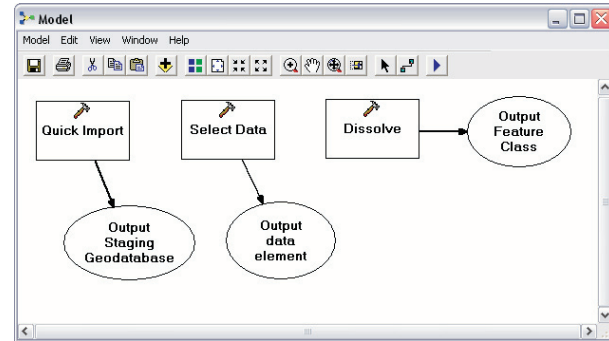 Model
Model Edit View Window Help
Quick Import
Select Data
Dissolve
Output
Feature
Class
Output
Staging
Geodatabase
Output
data
element